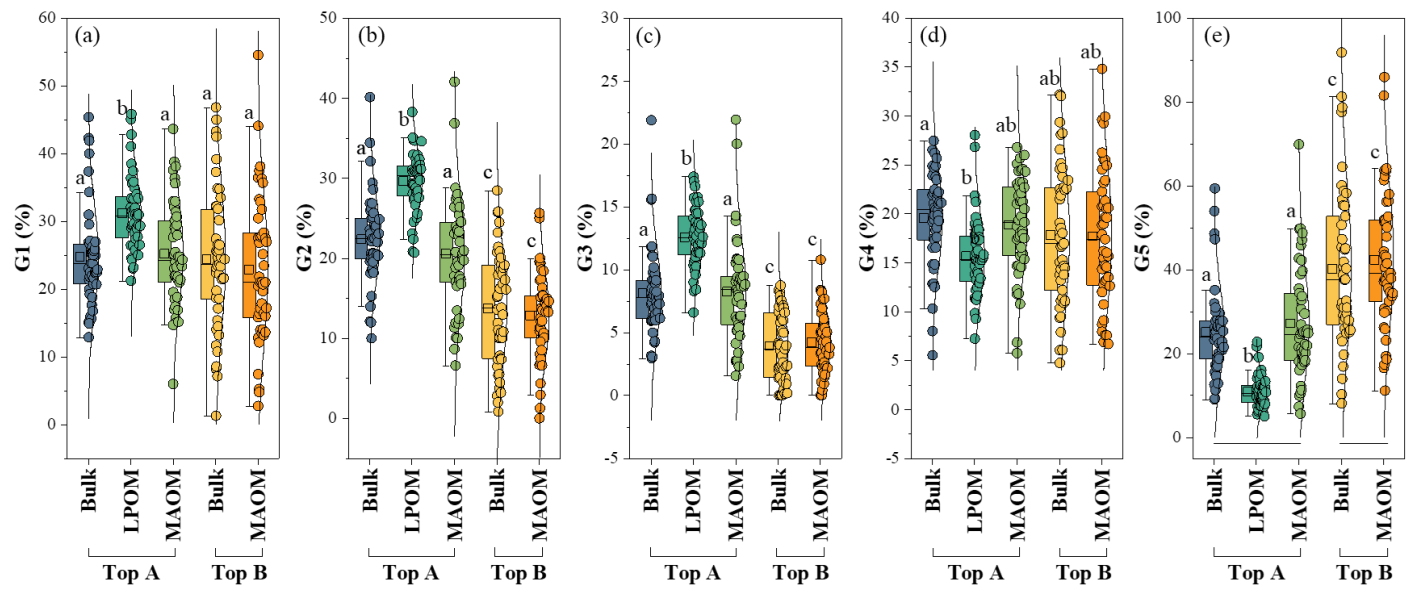 (a)
G1 (%)
60
50
40
30
20
10
0
a
b
a
a
a
Bulk
LPOM
MAOM
Bulk
MAOM
Top A
Top B
(b)
G2 (%)
50
40
30
20
10
0
a
b
a
c
c
Bulk
LPOM
MAOM
Bulk
MAOM
Top A
Top B
(c)
G3 (%)
30
25
20
15
10
5
0
-5
a
b
a
c
c
Bulk
LPOM
MAOM
Bulk
MAOM
Top A
Top B
(d)
G4 (%)
40
35
30
25
20
15
10
5
0
-5
a
b
ab
ab
ab
Bulk
LPOM
MAOM
Bulk
MAOM
Top A
Top B
(e)
G5 (%)
100
80
60
40
20
0
a
b
a
c
c
Bulk
LPOM
MAOM
Bulk
MAOM
Top A
Top B